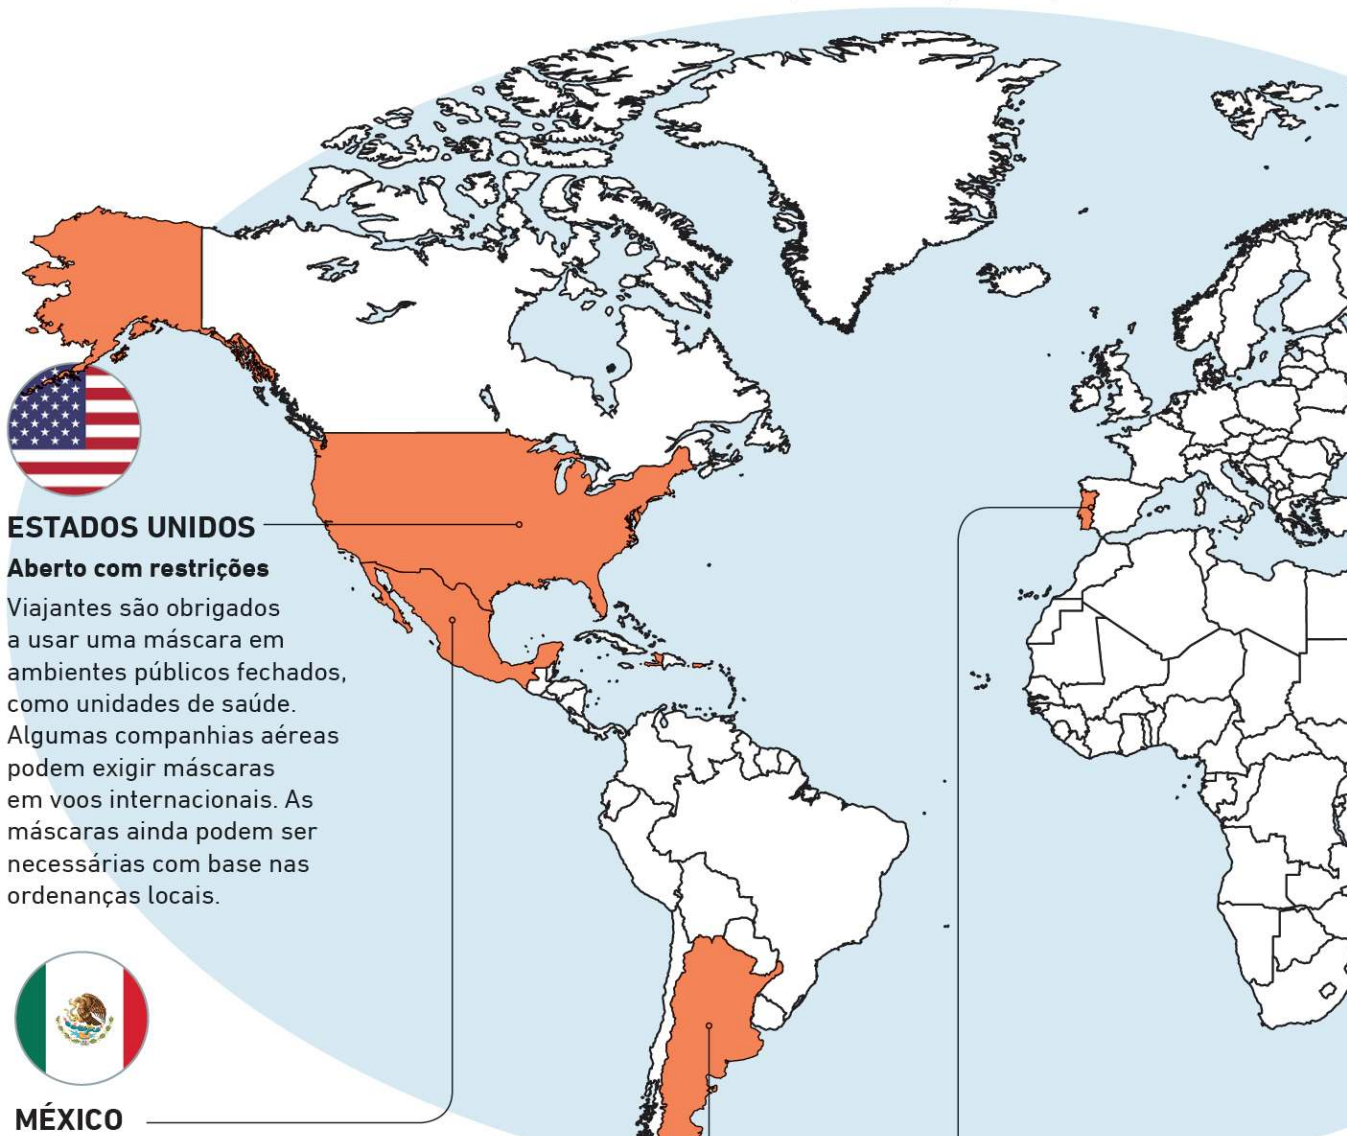 ESTADOS UNIDOS
Aberto com restrições
Viajantes são obrigados
a usar uma máscara em
ambientes públicos fechados,
como unidades de saúde.
Algumas companhias aéreas
podem exigir máscaras
em voos internacionais. As
máscaras ainda podem ser
necessárias com base nas
ordenanças locais.
MÉXICO